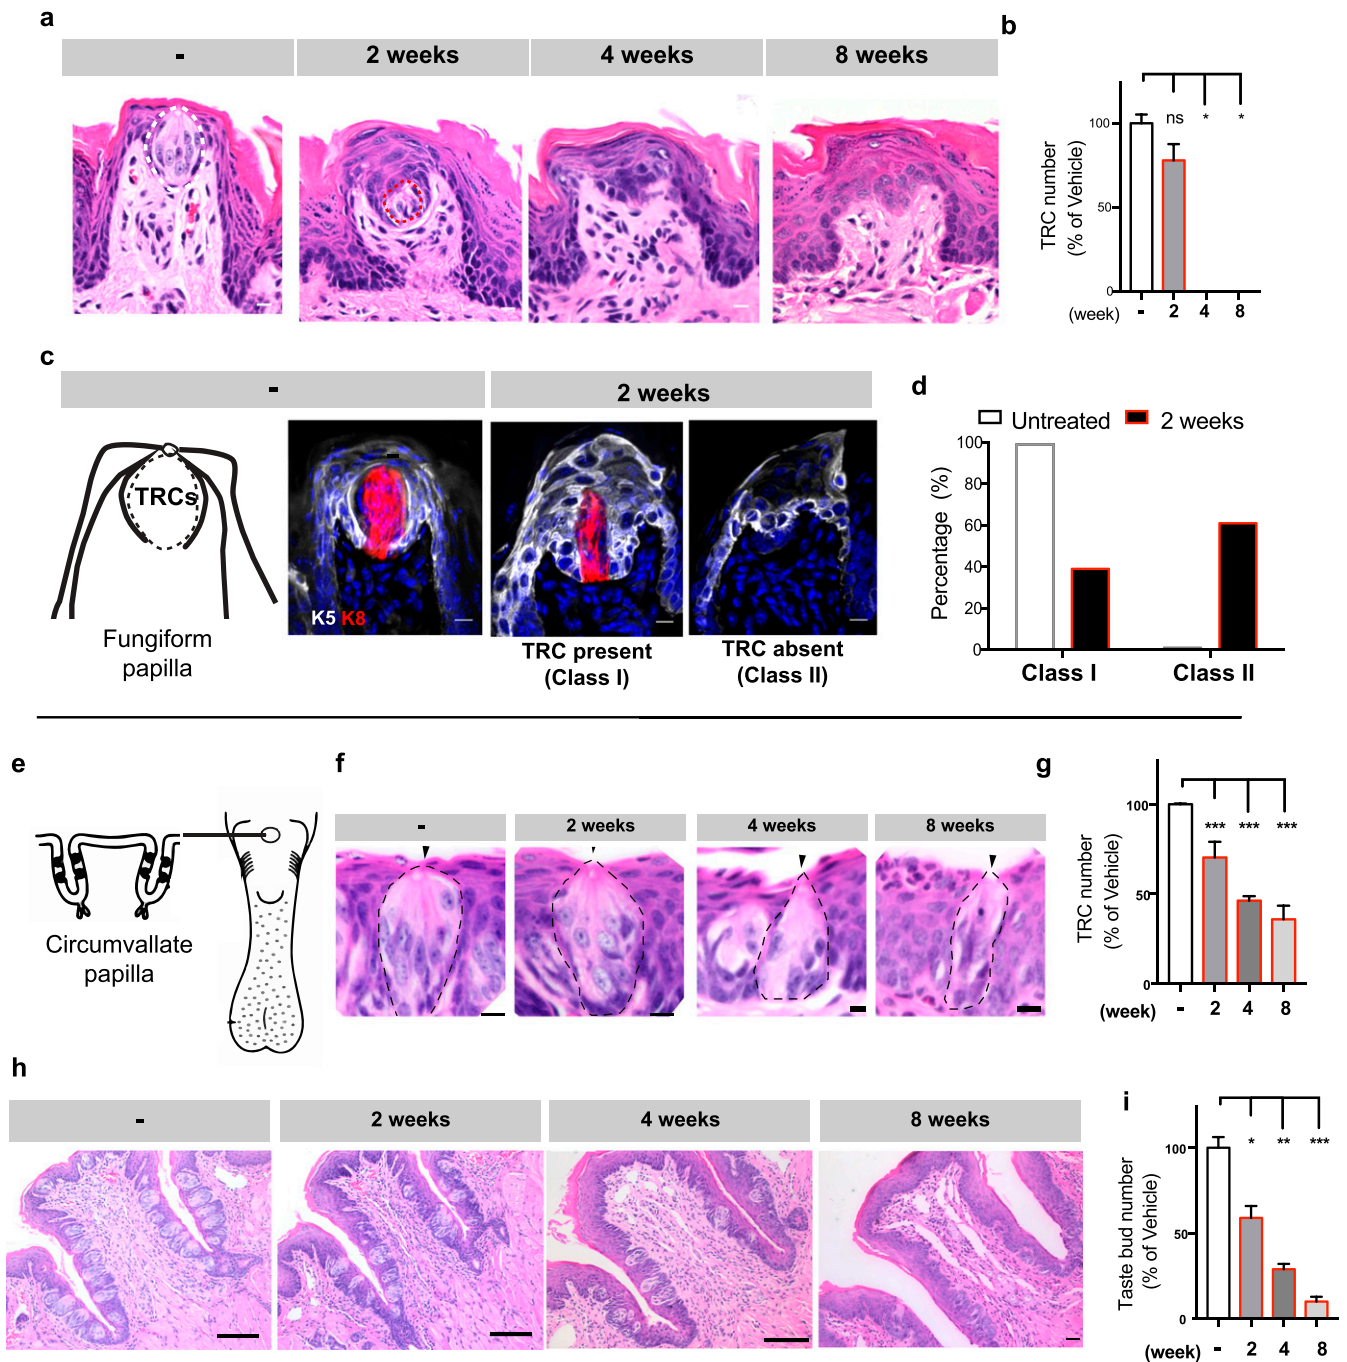 a
-
2 weeks
4 weeks
8 weeks
b
TRC number
(% of Vehicle)
100
50
0
ns
*
*
(week)
-
2
4
8
c
-
2 weeks
TRCs
Fungiform
papilla
K5 K8
TRC present
(Class I)
TRC absent
(Class II)
d
Untreated
2 weeks
Percentage (%)
100
80
60
40
20
0
Class I
Class II
e
Circumvallate
papilla
f
-
2 weeks
4 weeks
8 weeks
g
TRC number
(% of Vehicle)
100
50
0
***
***
***
(week)
-
2
4
8
h
-
2 weeks
4 weeks
8 weeks
i
Taste bud number
(% of Vehicle)
100
50
0
*
**
***
(week)
-
2
4
8